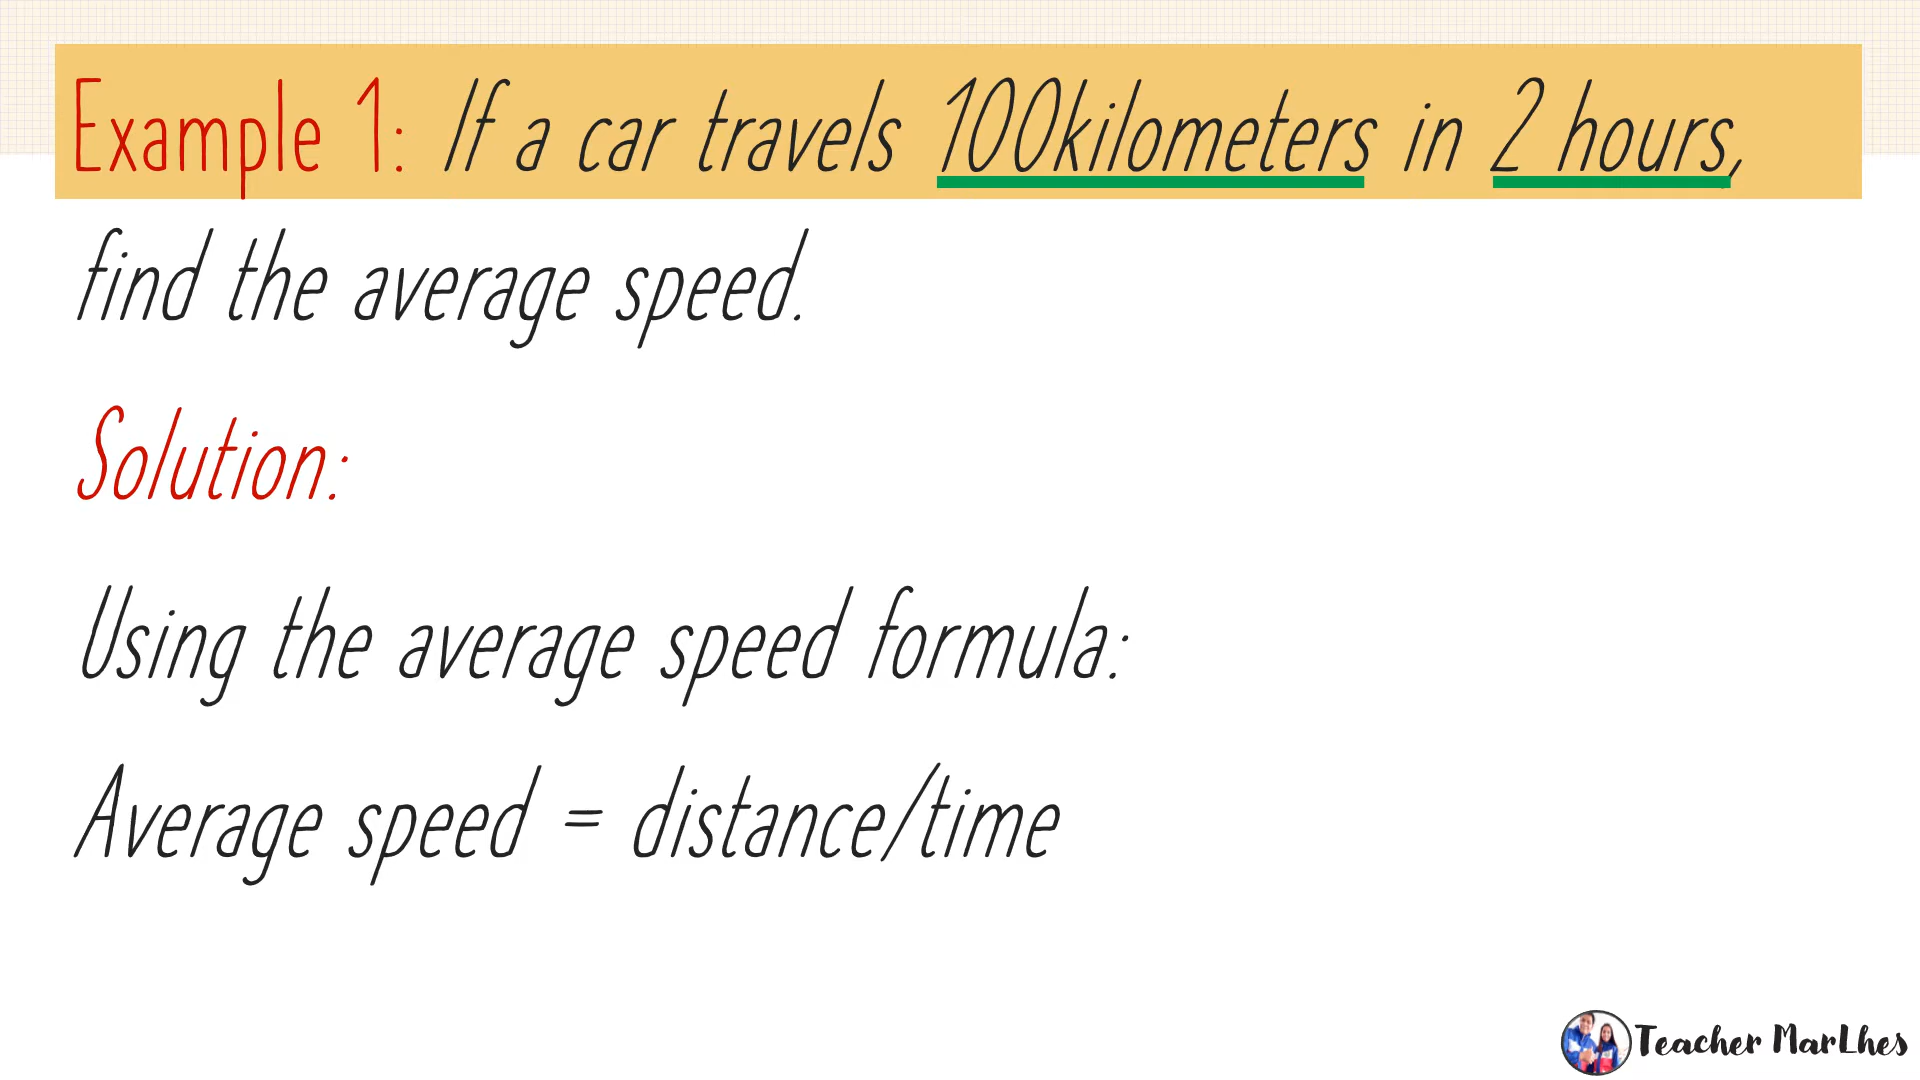 Example 1: If a car travels 100kilometers in 2 hours,
find the average speed.
Solution:
Using the average speed formula:
Average speed = distance/time
Teacher MarLhes